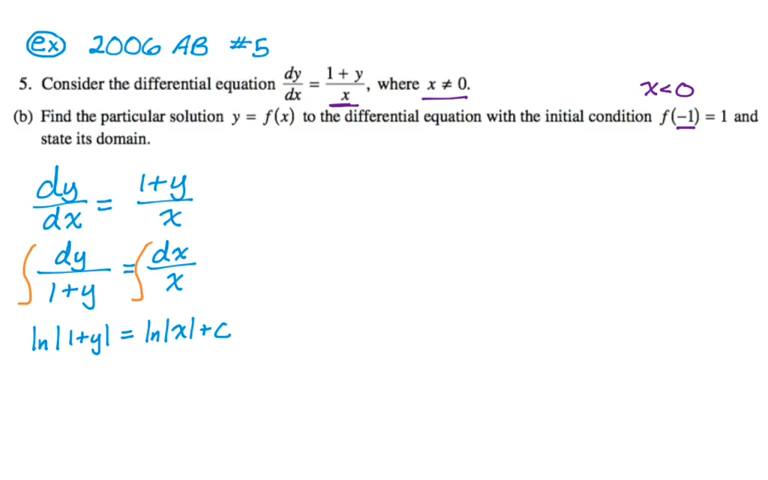 ex 2006 AB #5
5. Consider the differential equation dy/dx = (1 + y)/x, where x ≠ 0.
x<0
(b) Find the particular solution y = f(x) to the differential equation with the initial condition f(−1) = 1 and
state its domain.
dy/dx = (1+y)/x
∫ dy/(1+y) = ∫ dx/x
ln|1+y| = ln|x|+c